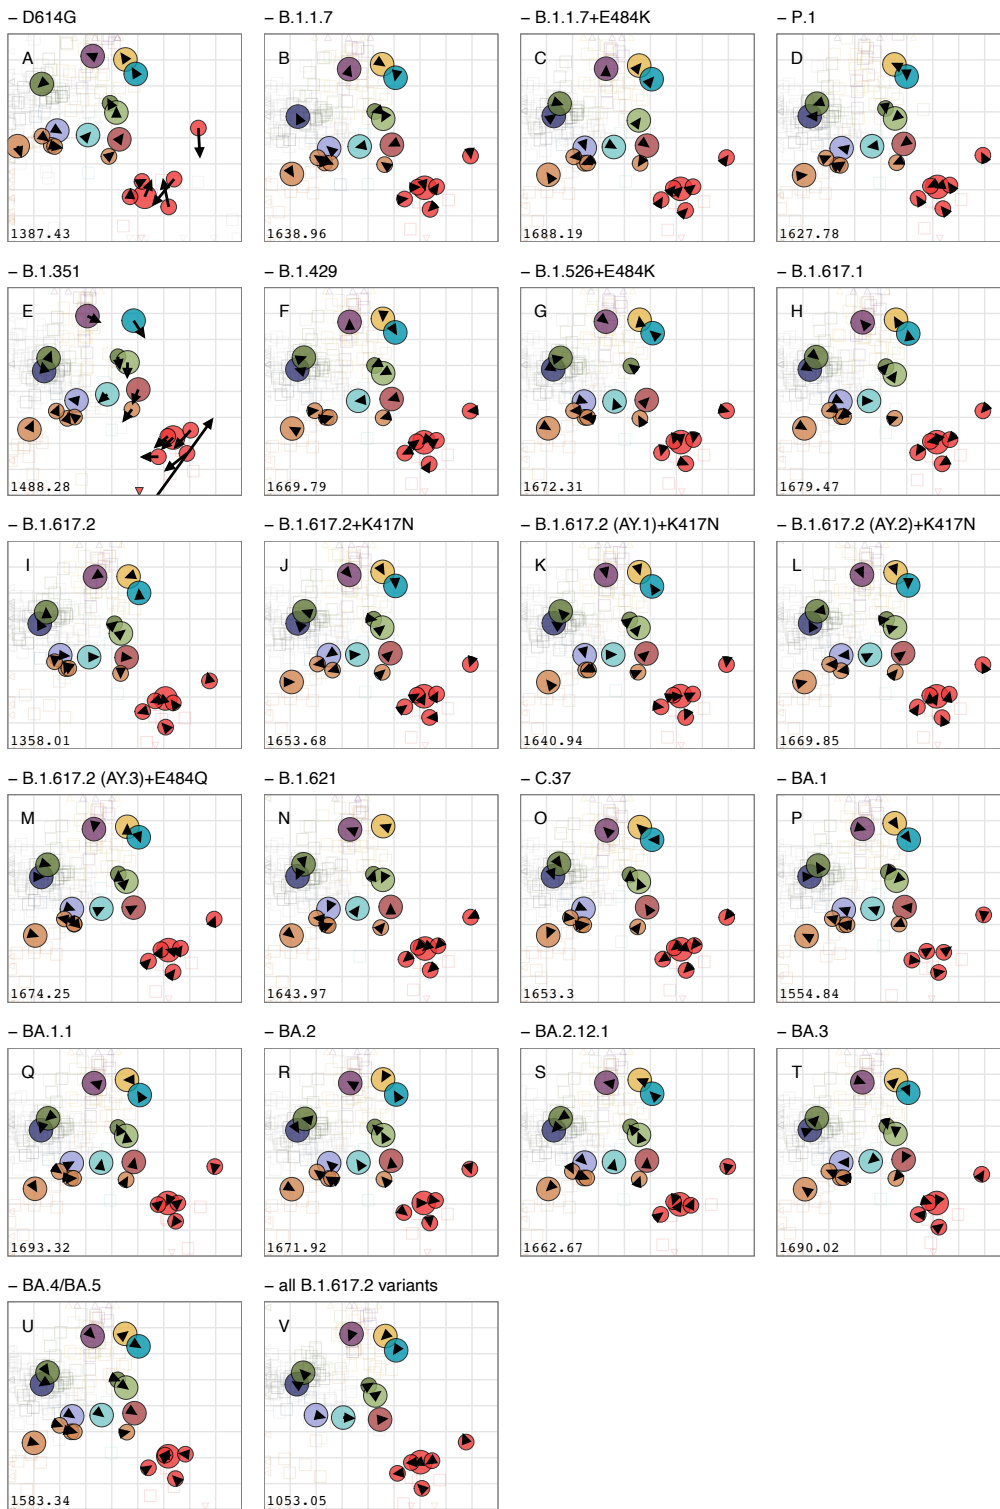 – D614G – B.1.1.7 – B.1.1.7+E484K – P.1
A B C D
1387.43 1638.96 1688.19 1627.78
– B.1.351 – B.1.429 – B.1.526+E484K – B.1.617.1
E F G H
1488.28 1669.79 1672.31 1679.47
– B.1.617.2 – B.1.617.2+K417N – B.1.617.2 (AY.1)+K417N – B.1.617.2 (AY.2)+K417N
I J K L
1358.01 1653.68 1640.94 1669.85
– B.1.617.2 (AY.3)+E484Q – B.1.621 – C.37 – BA.1
M N O P
1674.25 1643.97 1653.3 1554.84
– BA.1.1 – BA.2 – BA.2.12.1 – BA.3
Q R S T
1693.32 1671.92 1662.67 1690.02
– BA.4/BA.5 – all B.1.617.2 variants
U V
1583.34 1053.05